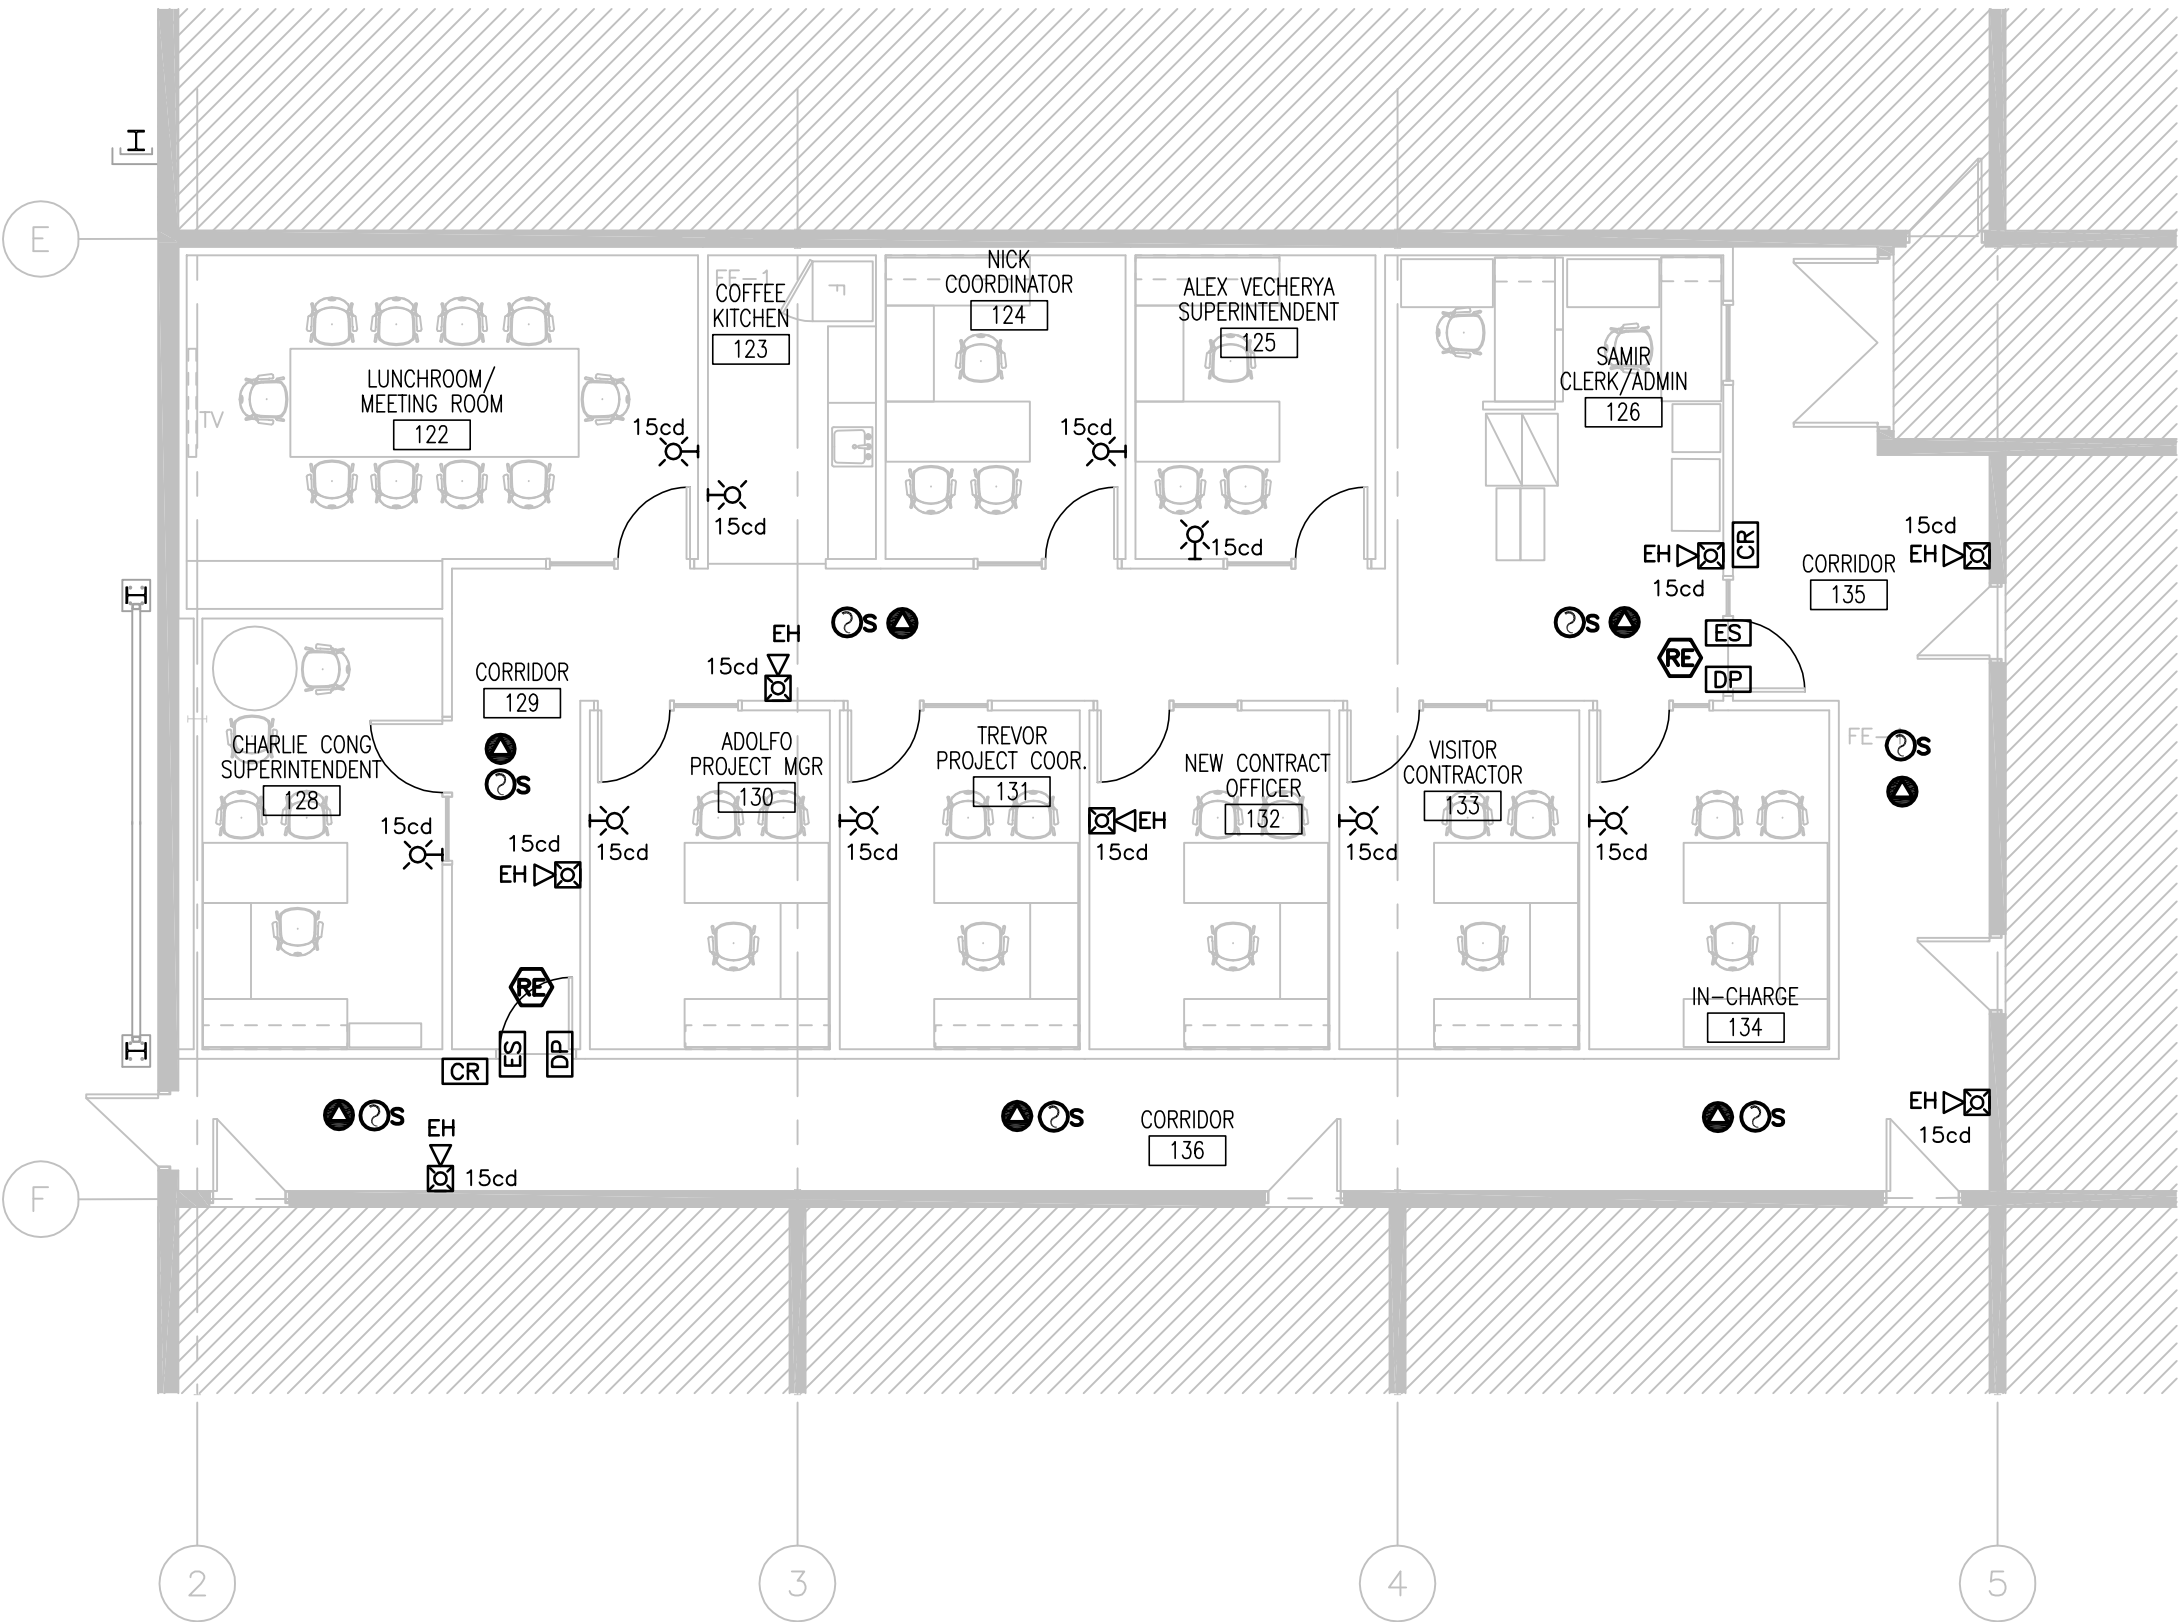 E
FE-1
F
COFFEE
KITCHEN
123
NICK
COORDINATOR
124
ALEX VECHERYA
SUPERINTENDENT
125
SAMIR
CLERK/ADMIN
126
LUNCHROOM/
MEETING ROOM
122
TV
15cd
15cd
15cd
15cd
EH
15cd
CR
15cd
EH
CORRIDOR
135
S
S
ES
RE
DP
EH
15cd
CORRIDOR
129
S
CHARLIE CONG
SUPERINTENDENT
128
ADOLFO
PROJECT MGR
130
TREVOR
PROJECT COOR.
131
NEW CONTRACT
OFFICER
132
VISITOR
CONTRACTOR
133
FE-
S
15cd
15cd
EH
15cd
15cd
EH
15cd
15cd
15cd
IN-CHARGE
134
RE
ES
DP
CR
S
EH
15cd
S
CORRIDOR
136
S
EH
15cd
F
2
3
4
5